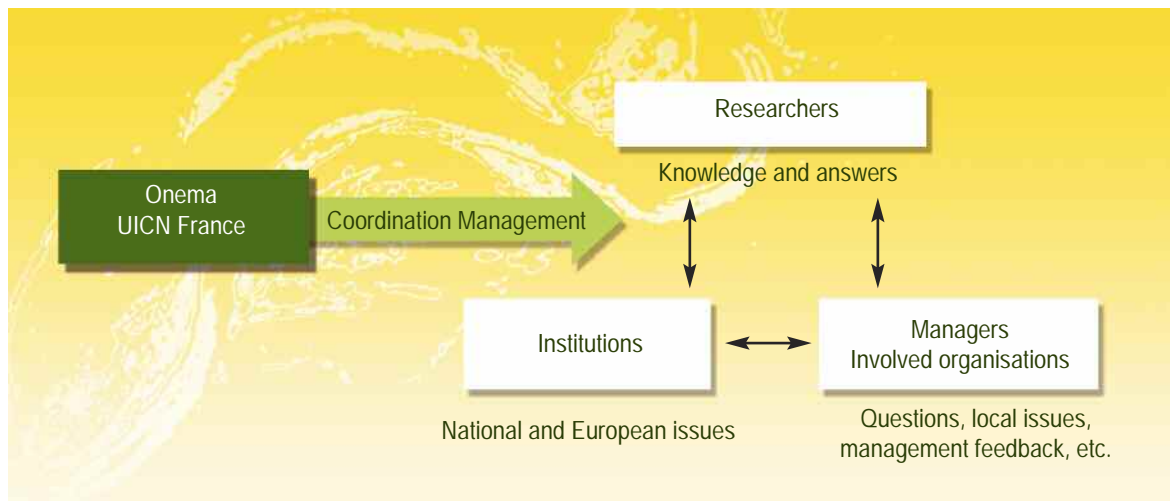 Researchers
Knowledge and answers
Onema
UICN France
Coordination Management
Institutions
National and European issues
Managers
Involved organisations
Questions, local issues,
management feedback, etc.